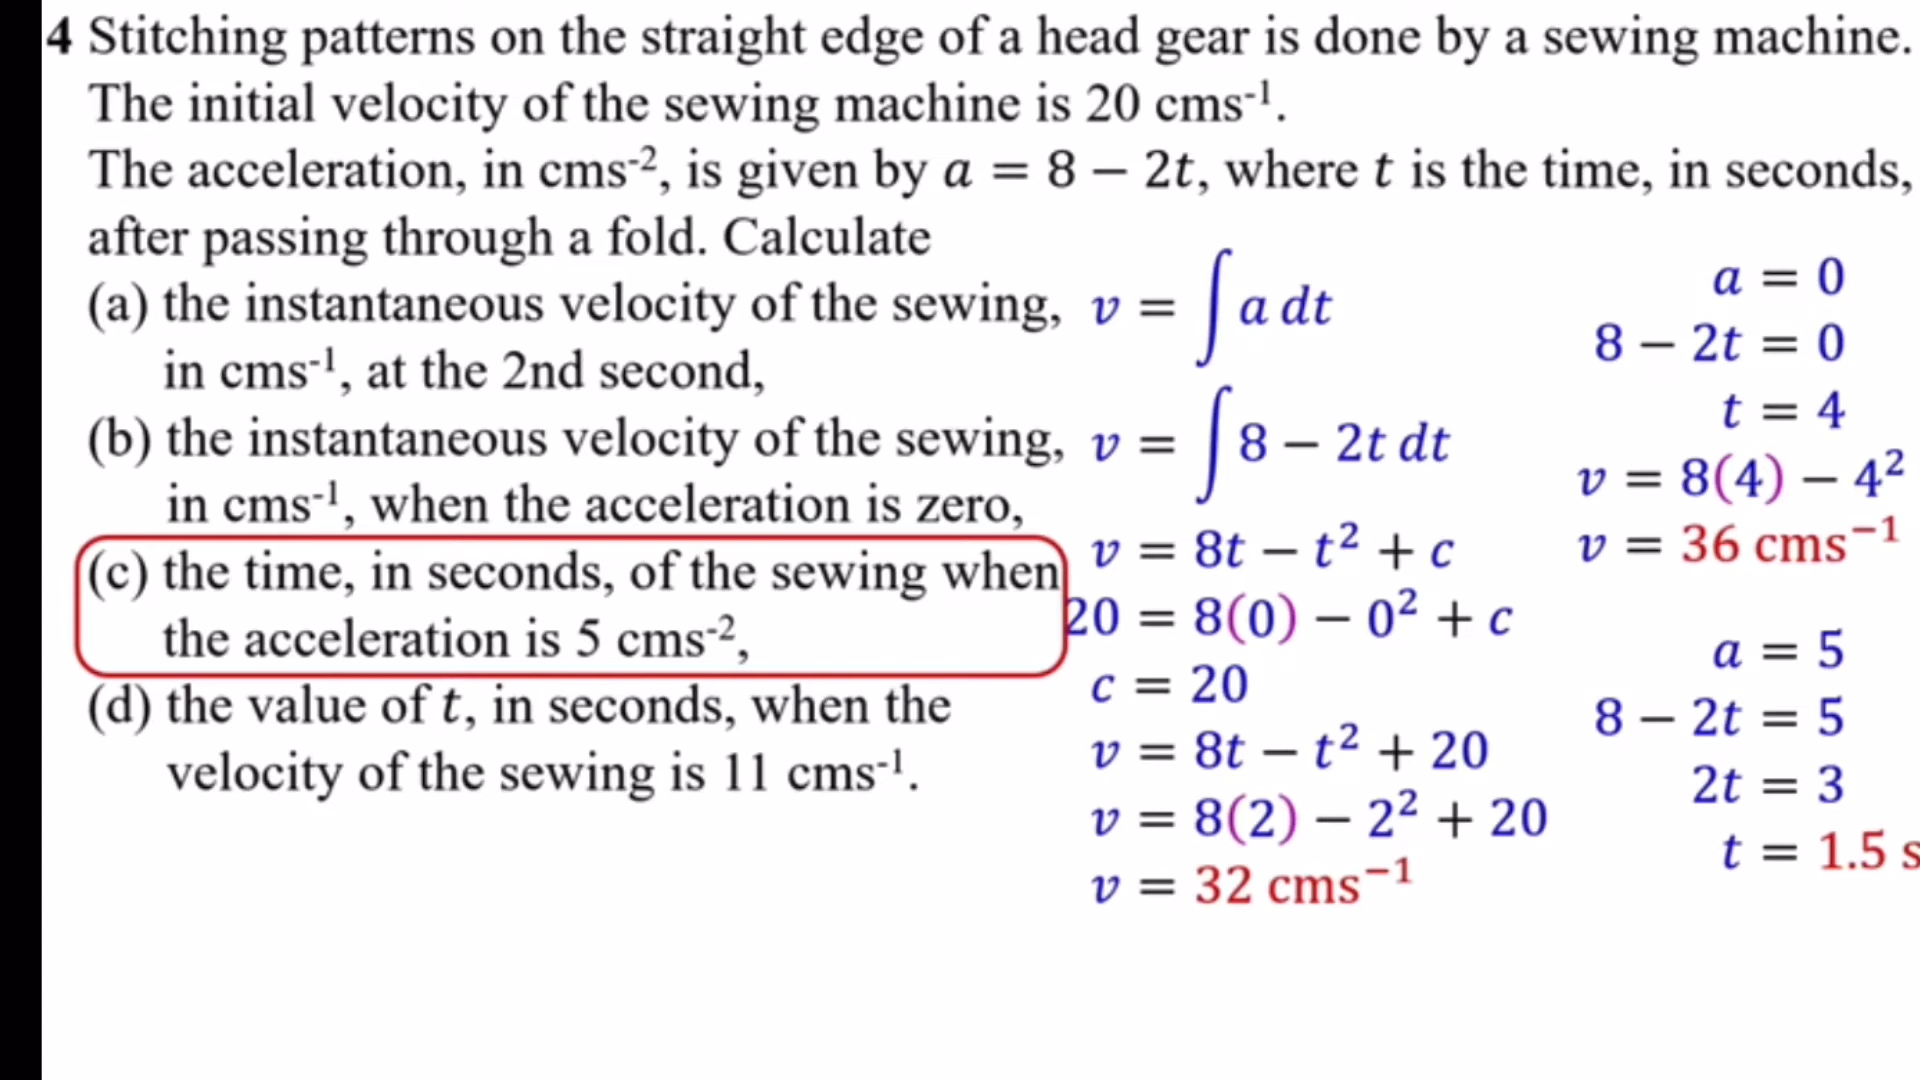 4 Stitching patterns on the straight edge of a head gear is done by a sewing machine.
The initial velocity of the sewing machine is 20 cms⁻¹.
The acceleration, in cms⁻², is given by a = 8 − 2t, where t is the time, in seconds,
after passing through a fold. Calculate
(a) the instantaneous velocity of the sewing,
in cms⁻¹, at the 2nd second,
(b) the instantaneous velocity of the sewing,
in cms⁻¹, when the acceleration is zero,
(c) the time, in seconds, of the sewing when
the acceleration is 5 cms⁻²,
(d) the value of t, in seconds, when the
velocity of the sewing is 11 cms⁻¹.
v = ∫ a dt
v = ∫ 8 − 2t dt
v = 8t − t² + c
20 = 8(0) − 0² + c
c = 20
v = 8t − t² + 20
v = 8(2) − 2² + 20
v = 32 cms⁻¹
a = 0
8 − 2t = 0
t = 4
v = 8(4) − 4²
v = 36 cms⁻¹
a = 5
8 − 2t = 5
2t = 3
t = 1.5 s